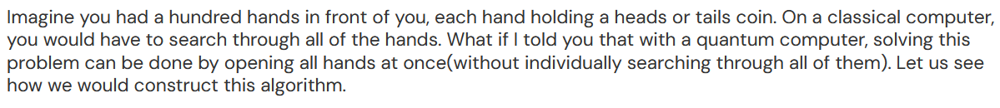 Imagine you had a hundred hands in front of you, each hand holding a heads or tails coin. On a classical computer,
you would have to search through all of the hands. What if I told you that with a quantum computer, solving this
problem can be done by opening all hands at once(without individually searching through all of them). Let us see
how we would construct this algorithm.